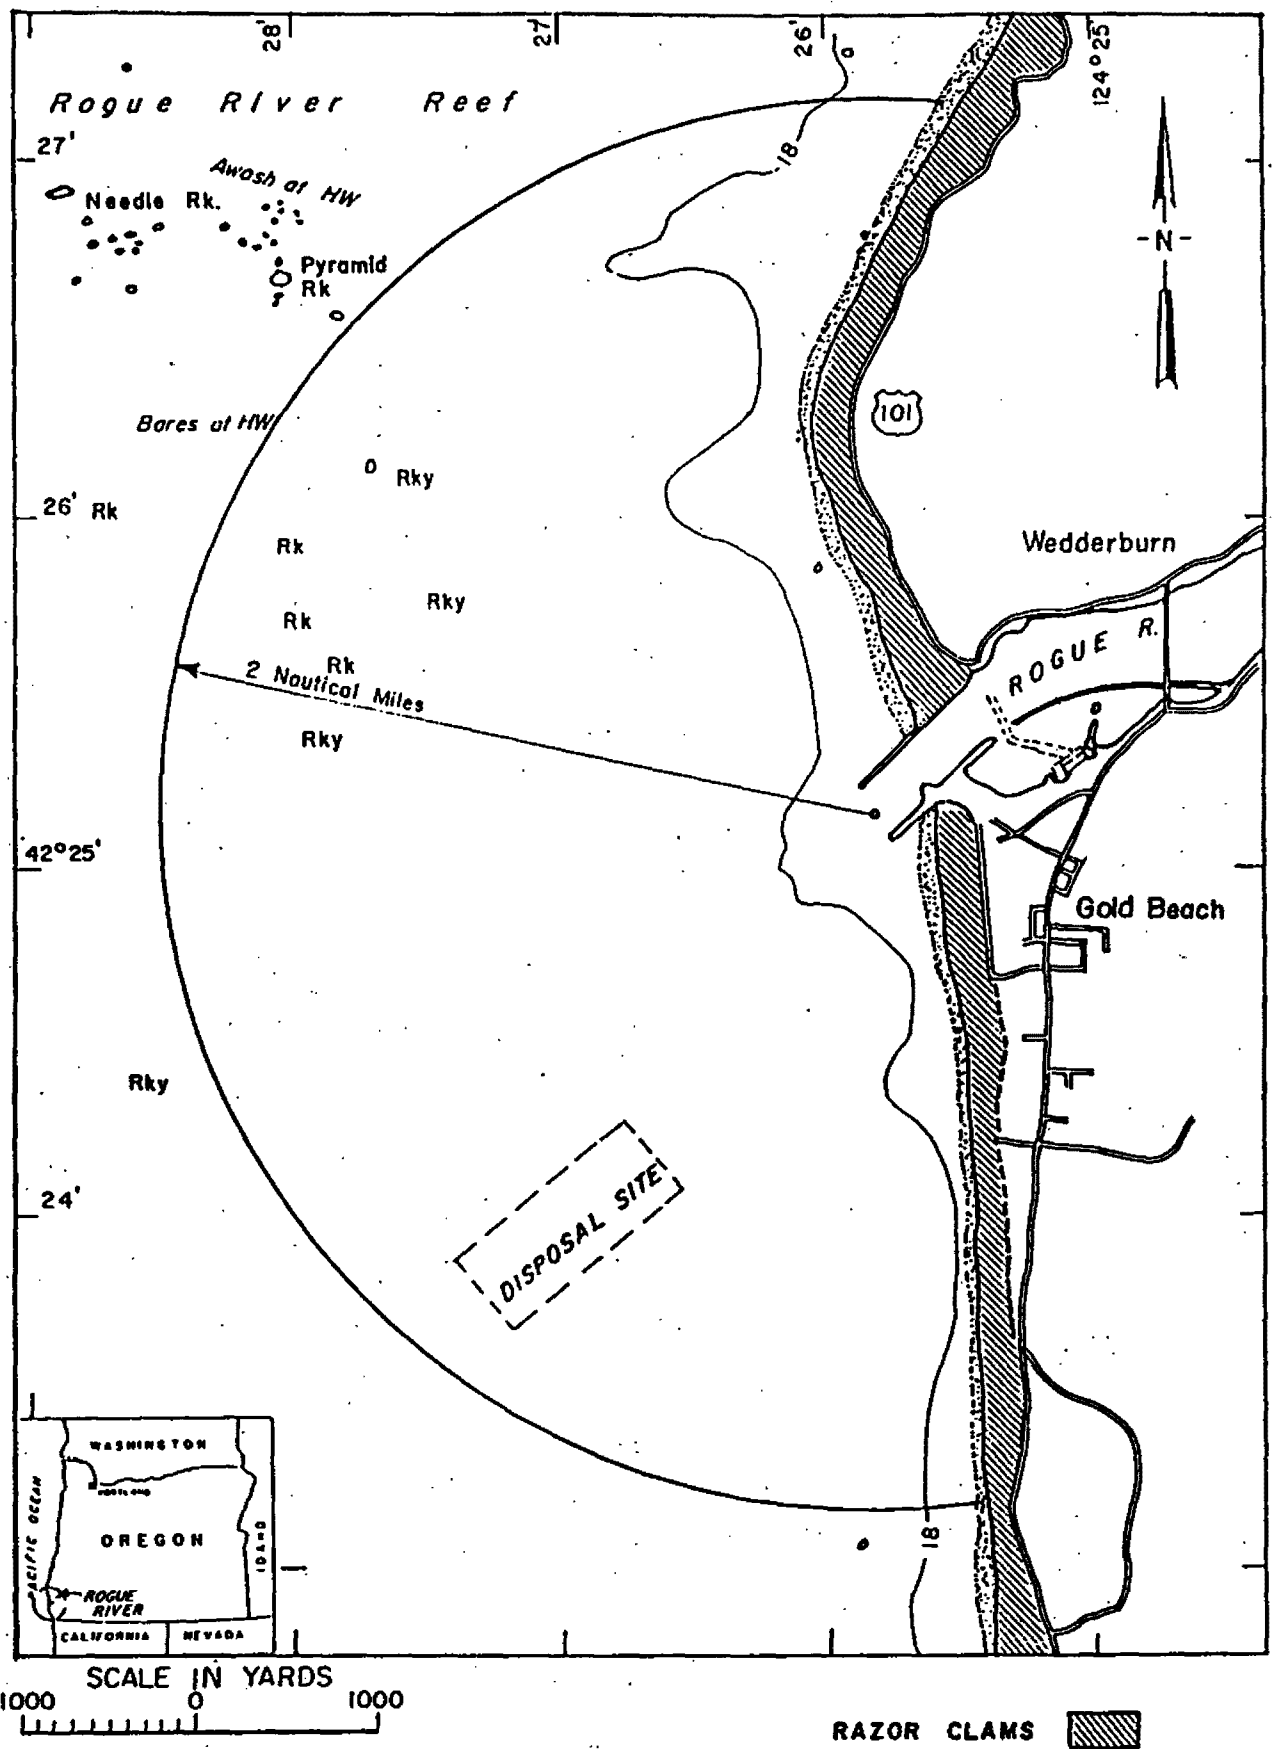 28'
27'
26'
124°25'
Rogue River Reef
27'
Awash at HW
Needle Rk.
Pyramid
Rk
18
-N-
101
Bares at HW
Rky
26'
Rk
Wedderburn
Rk
Rky
Rk
ROGUE R.
Rk
2 Nautical Miles
Rky
42°25'
Gold Beach
Rky
DISPOSAL SITE
24'
WASHINGTON
PORTLAND
PACIFIC OCEAN
OREGON
IDAHO
18
ROGUE
RIVER
CALIFORNIA
NEVADA
SCALE IN YARDS
1000 0 1000
RAZOR CLAMS